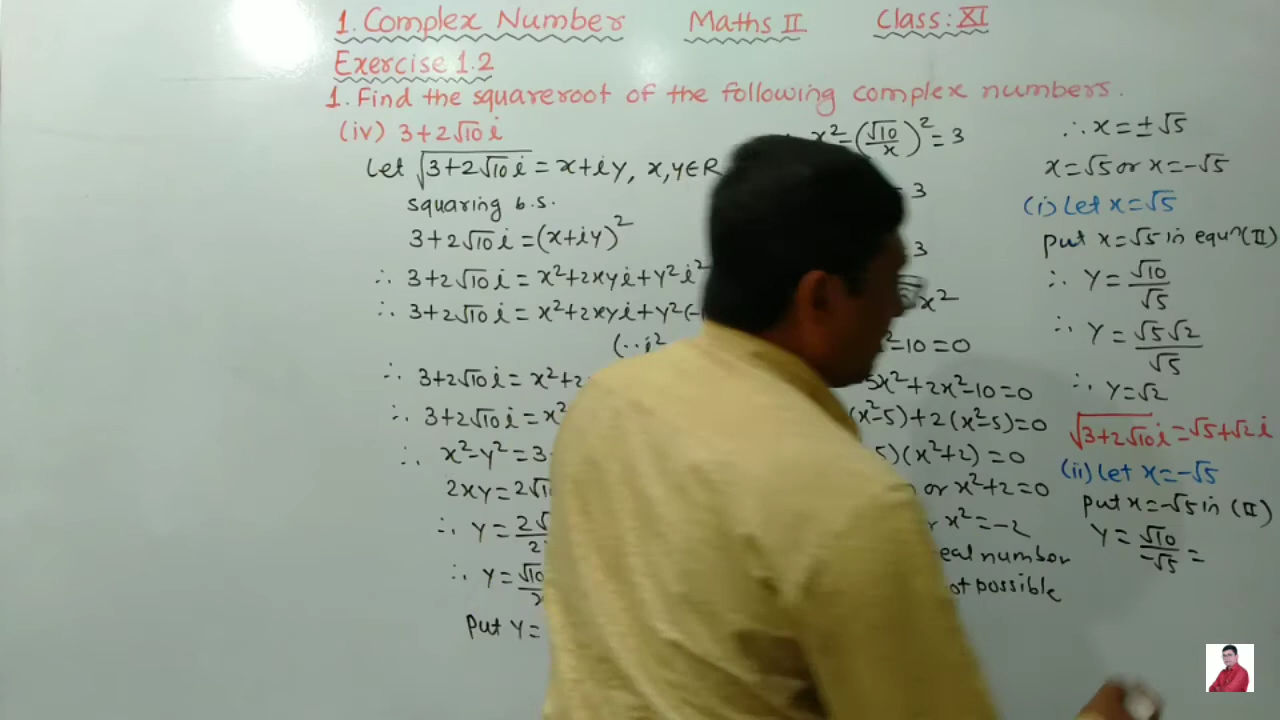 1. Complex Number Maths II Class: XI
Exercise 1.2
1. Find the squareroot of the following complex numbers.
(iv) 3+2√10 i
Let √(3+2√10 i) = x+iy, x,y∈R
squaring b.s.
3+2√10 i = (x+iy)²
∴ 3+2√10 i = x²+2xyi+y²i²
∴ 3+2√10 i = x²+2xyi+y²(-
(∵ i²
∴ 3+2√10 i = x²+2
∴ 3+2√10 i = x²
∴ x²-y² = 3
2xy = 2√10
∴ y = 2√
2
∴ y = √10
x
Put y =
x²-(√10/x)² = 3
= 3
= 3
x²
-10 = 0
5x²+2x²-10=0
(x²-5)+2(x²-5)=0
5)(x²+2)=0
or x²+2=0
x²=-2
eal number
ot possible
∴ x = ±√5
x=√5 or x=-√5
(i) Let x=√5
put x=√5 in equⁿ(II)
∴ y = √10/√5
∴ y = √5√2/√5
∴ y=√2
√(3+2√10) i = √5+√2 i
(ii) Let x=-√5
put x=-√5 in (II)
y = √10/-√5 =